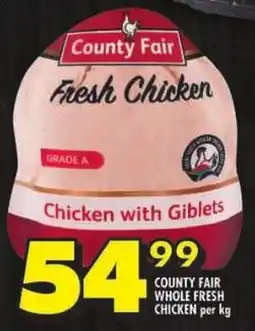 County Fair
Fresh Chicken
GRADE A
Chicken with Giblets
54 99
COUNTY FAIR
WHOLE FRESH
CHICKEN per kg